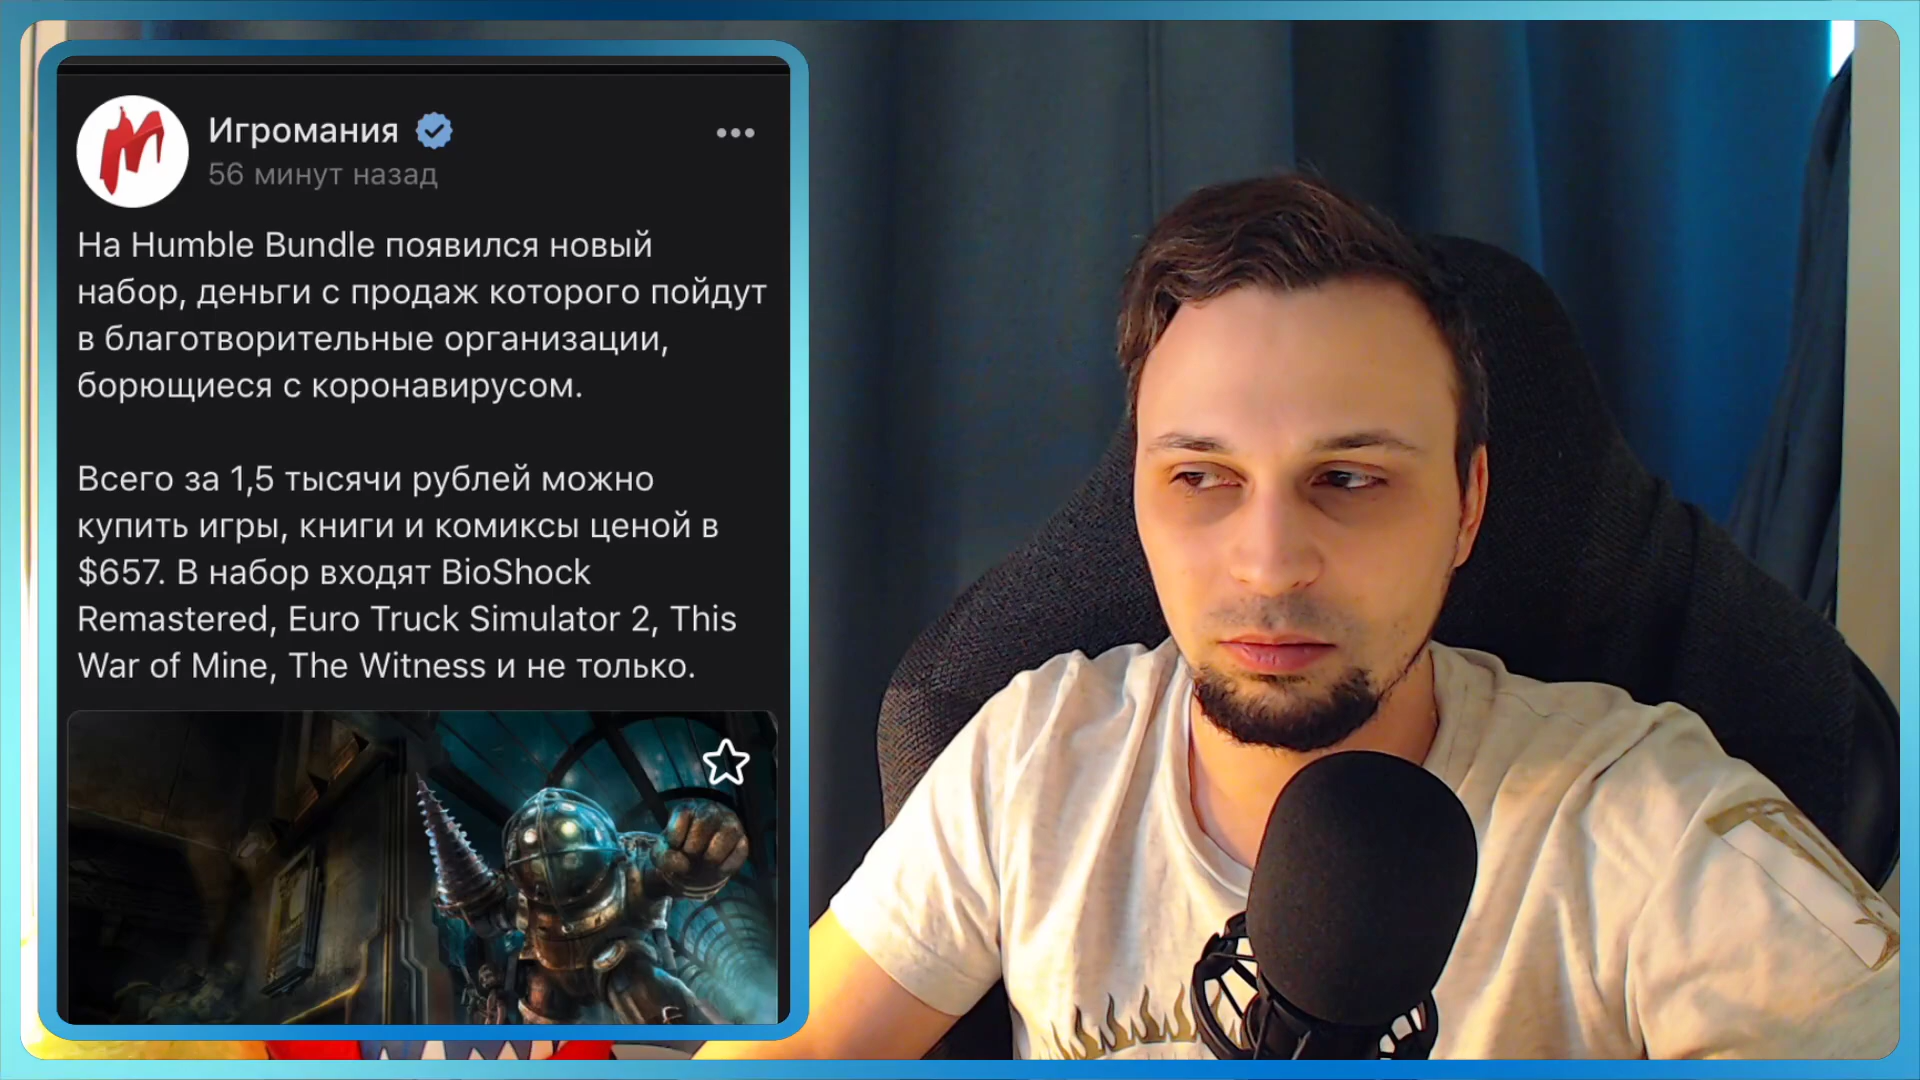 Игромания
56 минут назад
На Humble Bundle появился новый
набор, деньги с продаж которого пойдут
в благотворительные организации,
борющиеся с коронавирусом.
Всего за 1,5 тысячи рублей можно
купить игры, книги и комиксы ценой в
$657. В набор входят BioShock
Remastered, Euro Truck Simulator 2, This
War of Mine, The Witness и не только.